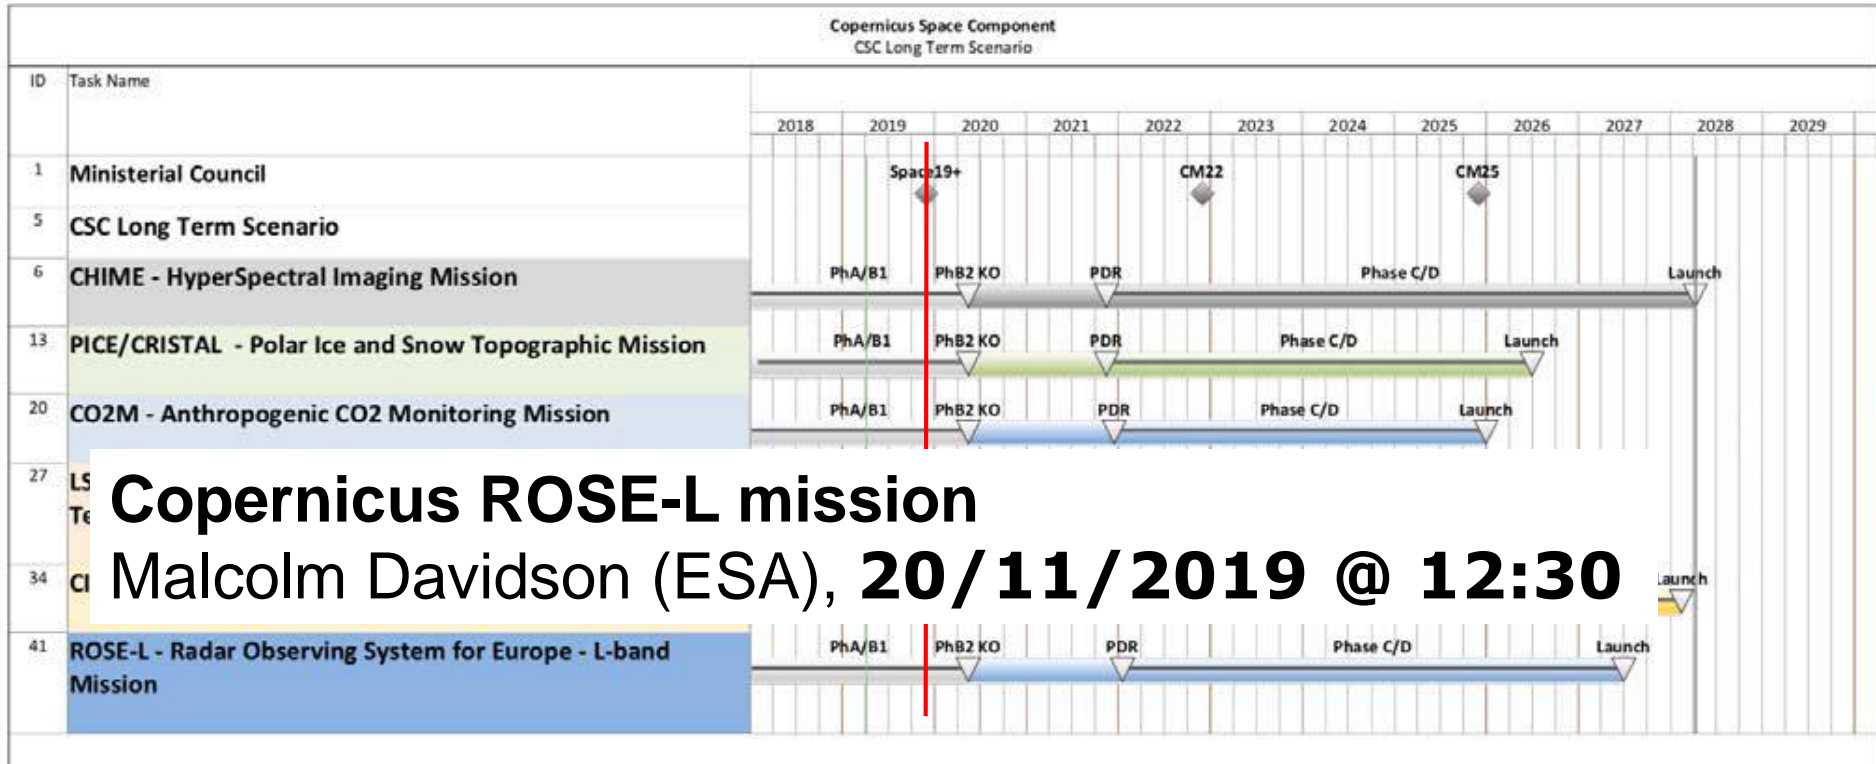 Copernicus Space Component
CSC Long Term Scenario
ID Task Name
2018 2019 2020 2021 2022 2023 2024 2025 2026 2027 2028 2029
1 Ministerial Council Space19+ CM22 CM25
5 CSC Long Term Scenario
6 CHIME - HyperSpectral Imaging Mission PhA/B1 PhB2 KO PDR Phase C/D Launch
13 PICE/CRISTAL - Polar Ice and Snow Topographic Mission PhA/B1 PhB2 KO PDR Phase C/D Launch
20 CO2M - Anthropogenic CO2 Monitoring Mission PhA/B1 PhB2 KO PDR Phase C/D Launch
27
Copernicus ROSE-L mission
Malcolm Davidson (ESA), 20/11/2019 @ 12:30
34 Launch
41 ROSE-L - Radar Observing System for Europe - L-band PhA/B1 PhB2 KO PDR Phase C/D Launch
Mission